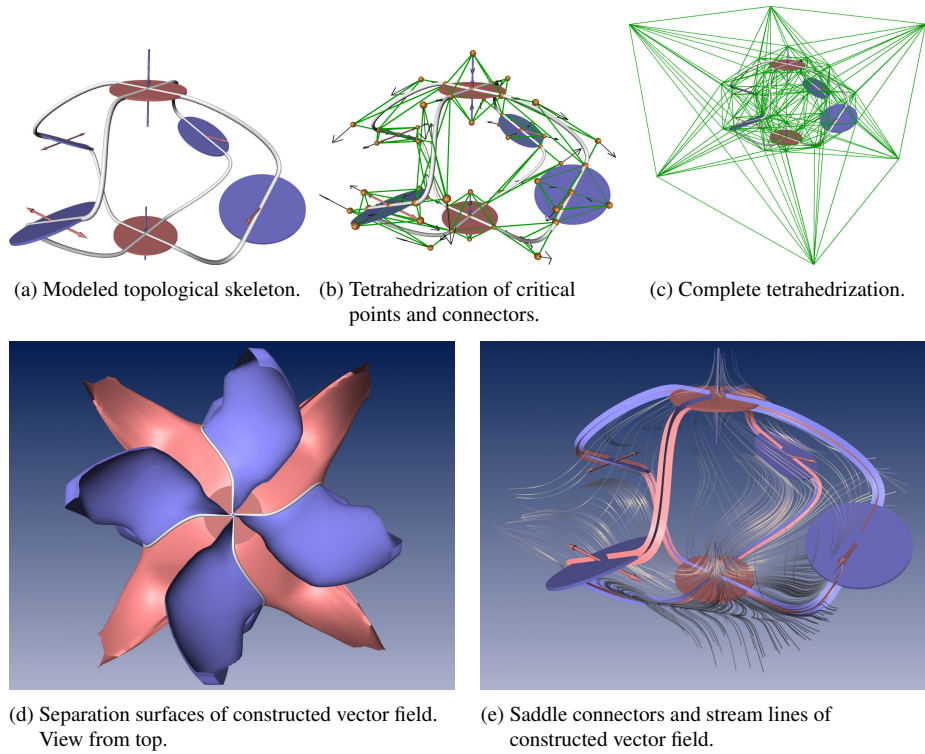 (a) Modeled topological skeleton.
(b) Tetrahedrization of critical
points and connectors.
(c) Complete tetrahedrization.
(d) Separation surfaces of constructed vector field.
View from top.
(e) Saddle connectors and stream lines of
constructed vector field.